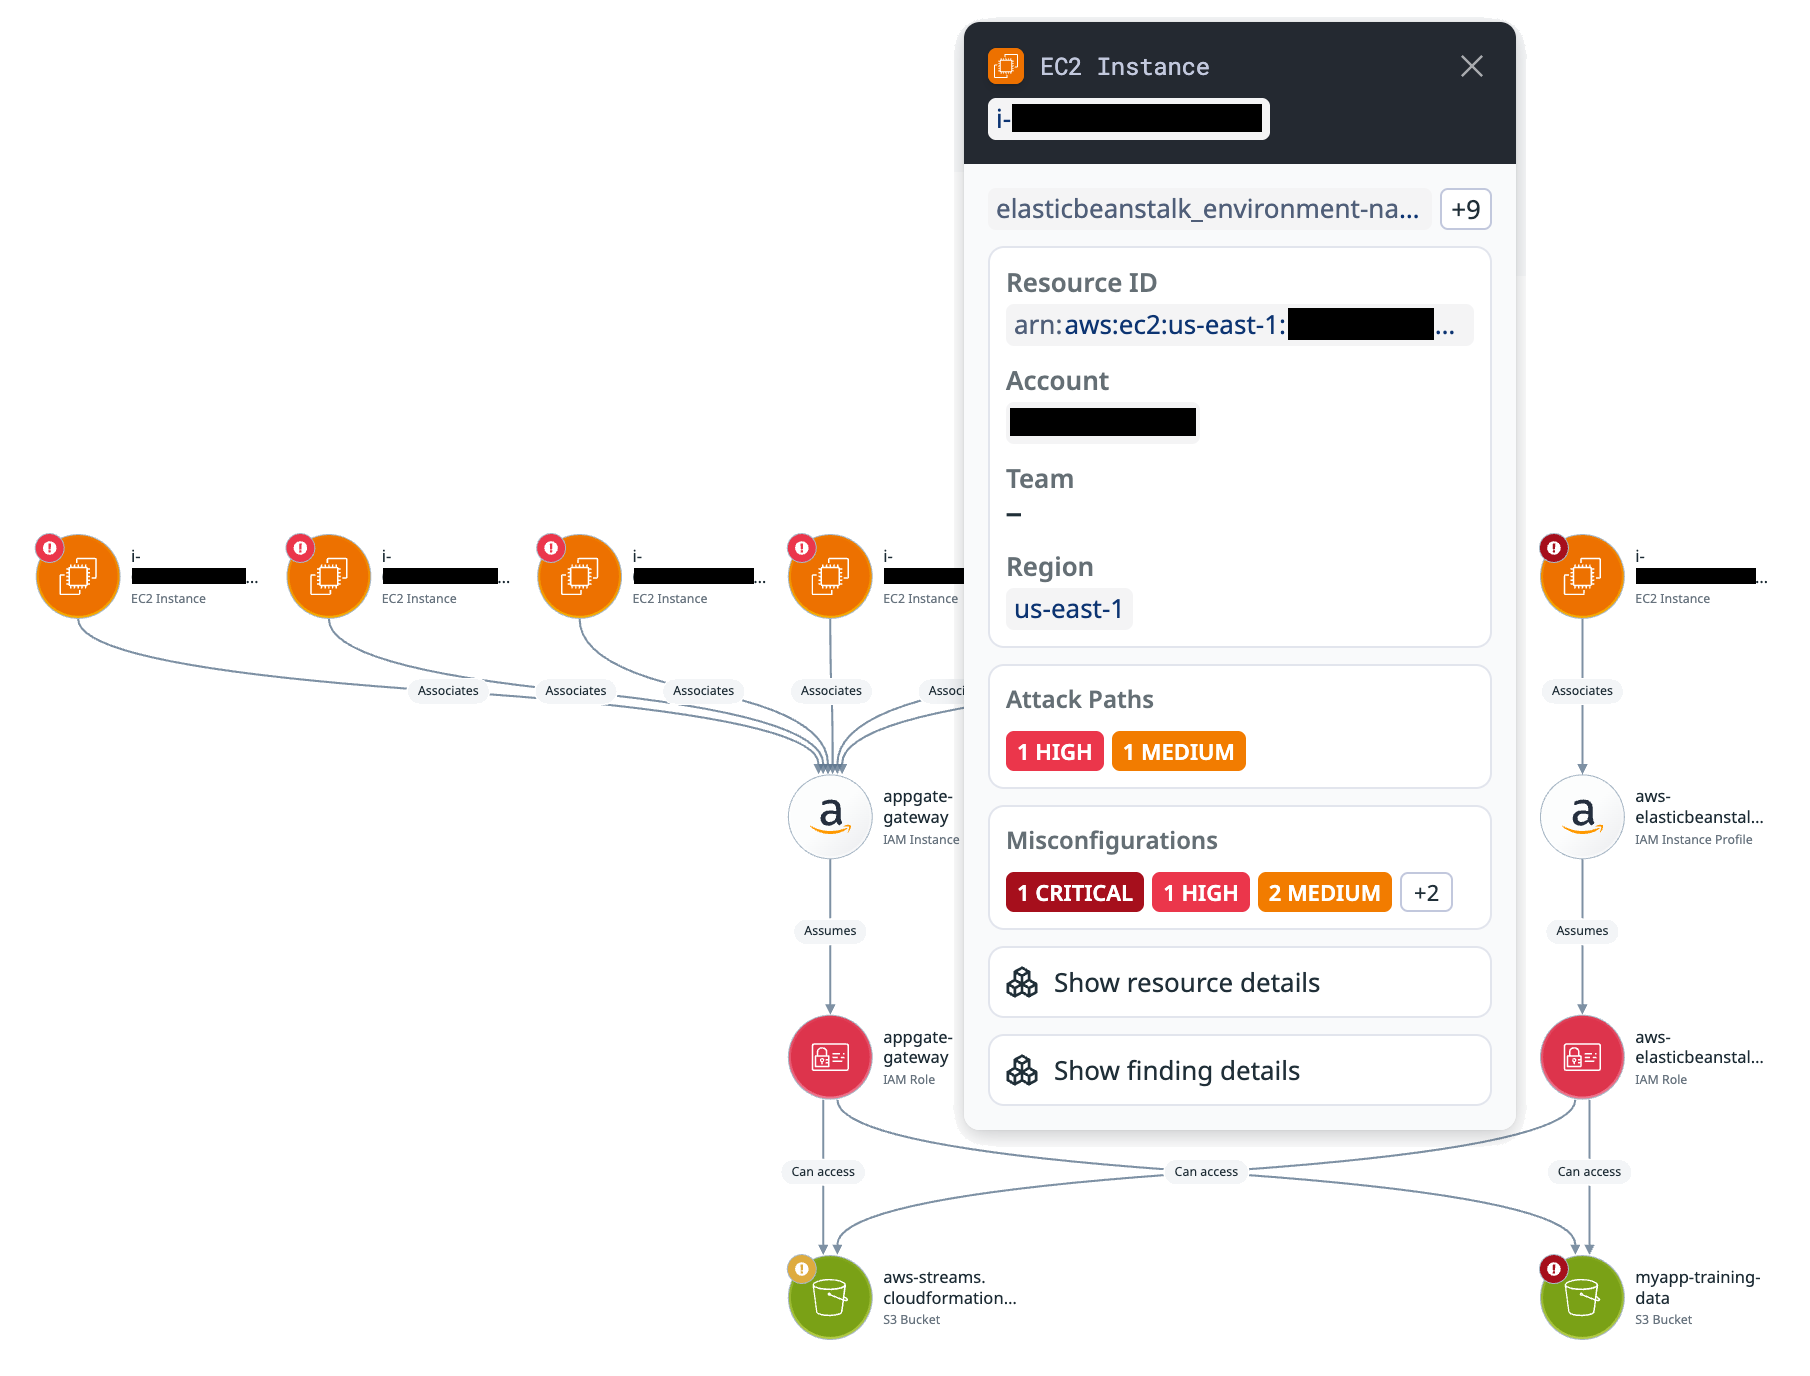 EC2 Instance
i-
elasticbeanstalk_environment-na...
+9
Resource ID
arn:aws:ec2:us-east-1:...
Account
Team
–
Region
us-east-1
Attack Paths
1 HIGH
1 MEDIUM
Misconfigurations
1 CRITICAL
1 HIGH
2 MEDIUM
+2
Show resource details
Show finding details
i-
...
EC2 Instance
i-
...
EC2 Instance
i-
...
EC2 Instance
i-
EC2 Instance
i-
...
EC2 Instance
Associates
Associates
Associates
Associates
Associ
Associates
a
appgate-
gateway
IAM Instance
a
aws-
elasticbeanstal...
IAM Instance Profile
Assumes
Assumes
appgate-
gateway
IAM Role
aws-
elasticbeanstal...
IAM Role
Can access
Can access
Can access
aws-streams.
cloudformation...
S3 Bucket
myapp-training-
data
S3 Bucket